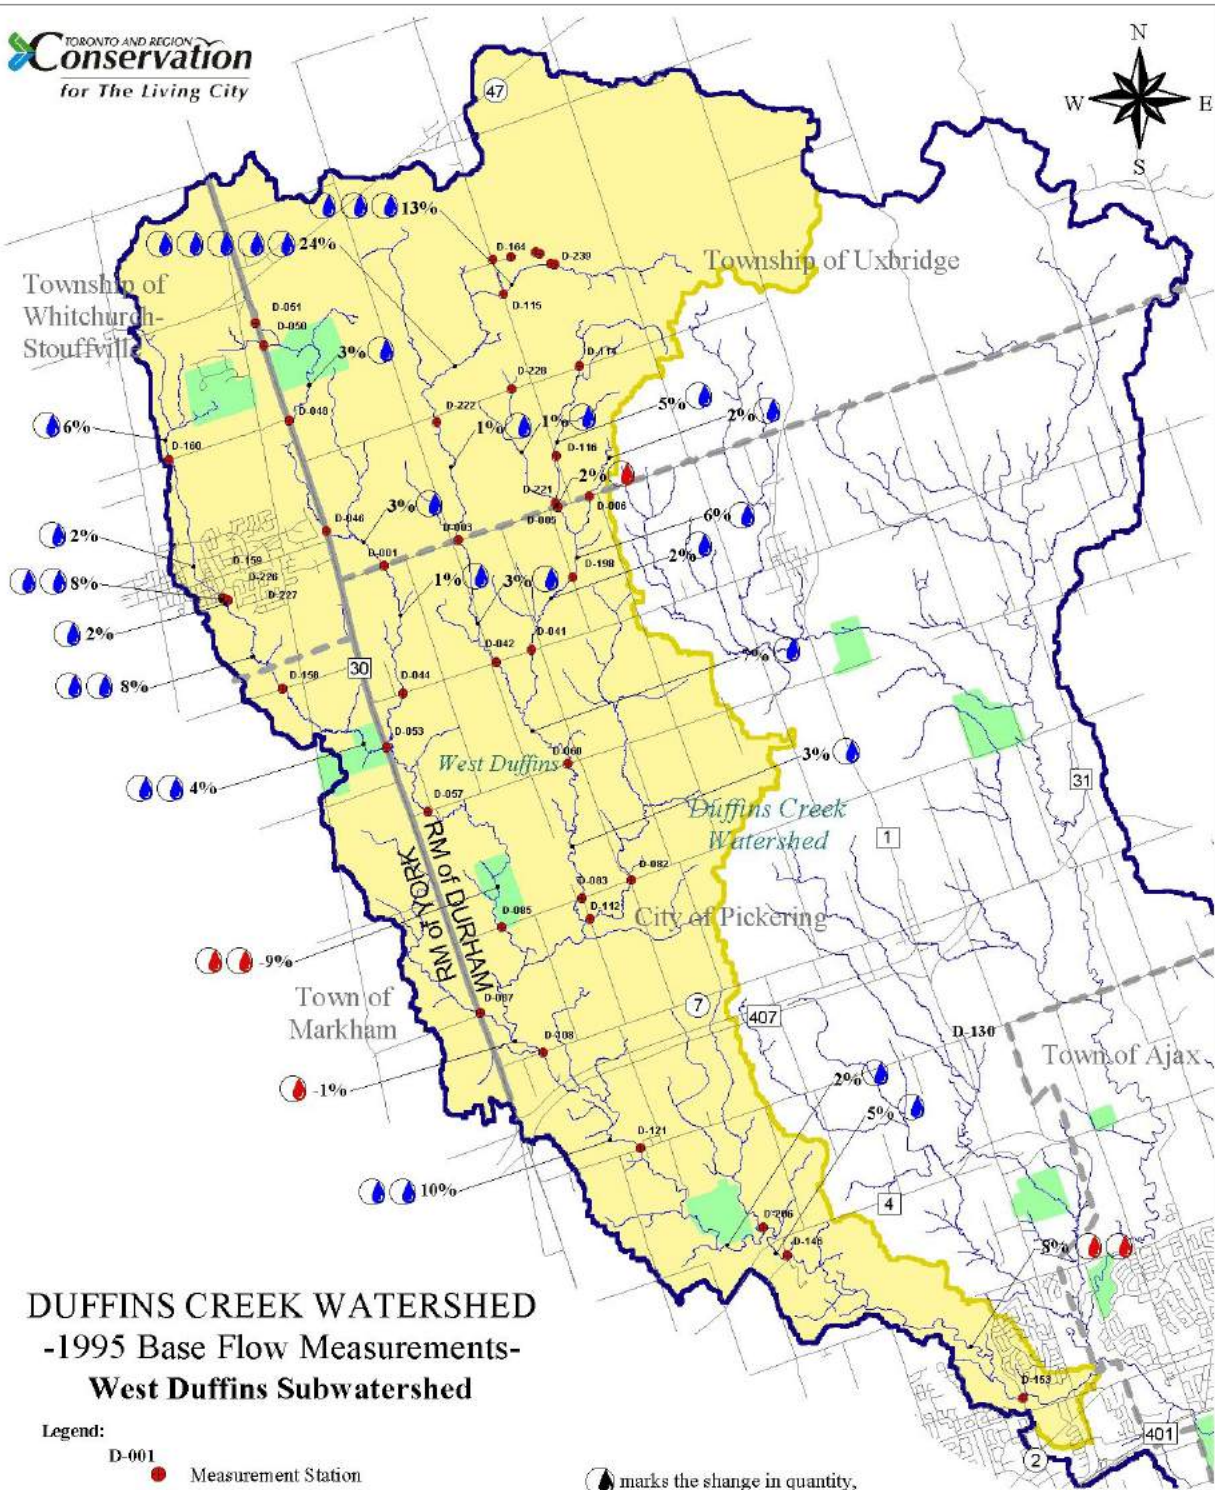 TORONTO AND REGION
Conservation
for The Living City
N
W E
S
47
13%
24%
D-164
D-239
Township of Uxbridge
Township of
Whitchurch-
Stouffville
D-115
D-051
D-050
3%
D-114
D-228
5%
2%
6%
D-048
D-222
1%
1%
D-160
D-116
2%
3%
D-221
D-005
D-006
6%
2%
D-046
D-003
2%
D-159
D-001
8%
D-226
1%
3%
D-198
D-227
2%
D-041
D-042
7%
8%
D-158
30
D-044
D-053
West Duffins
D-060
3%
4%
31
D-057
Duffins Creek
Watershed
1
RM of DURHAM
RM of YORK
D-082
D-083
D-085
D-112
City of Pickering
-9%
Town of
Markham
D-087
7
407
D-130
D-108
Town of Ajax
-1%
2%
5%
D-121
10%
4
D-206
D-146
8%
DUFFINS CREEK WATERSHED
-1995 Base Flow Measurements-
West Duffins Subwatershed
D-153
401
2
Legend:
D-001
Measurement Station
marks the shange in quantity,